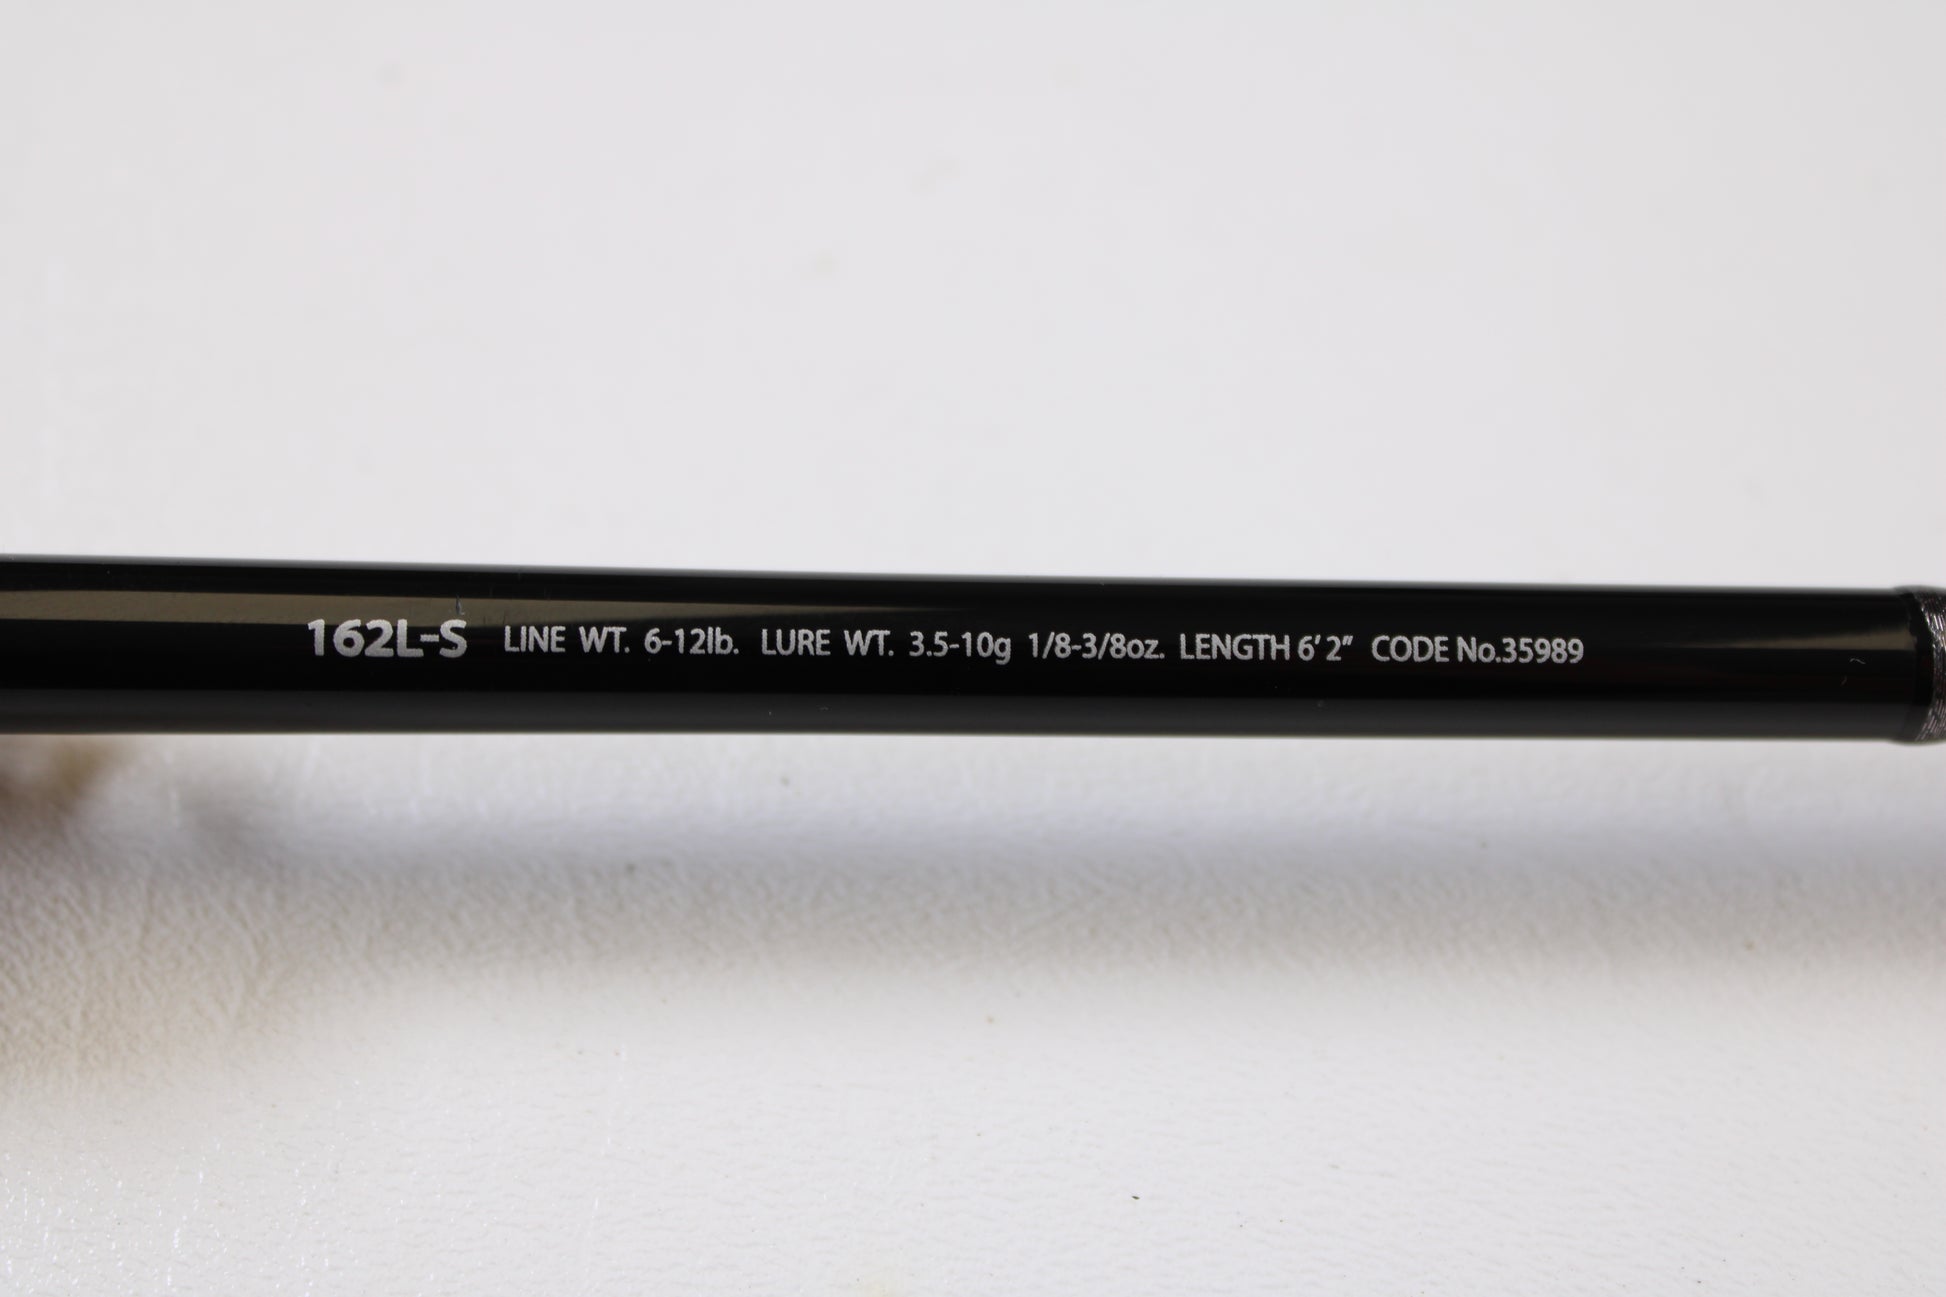 162L-S LINE WT. 6-12lb. LURE WT. 3.5-10g 1/8-3/8oz. LENGTH 6' 2" CODE No.35989